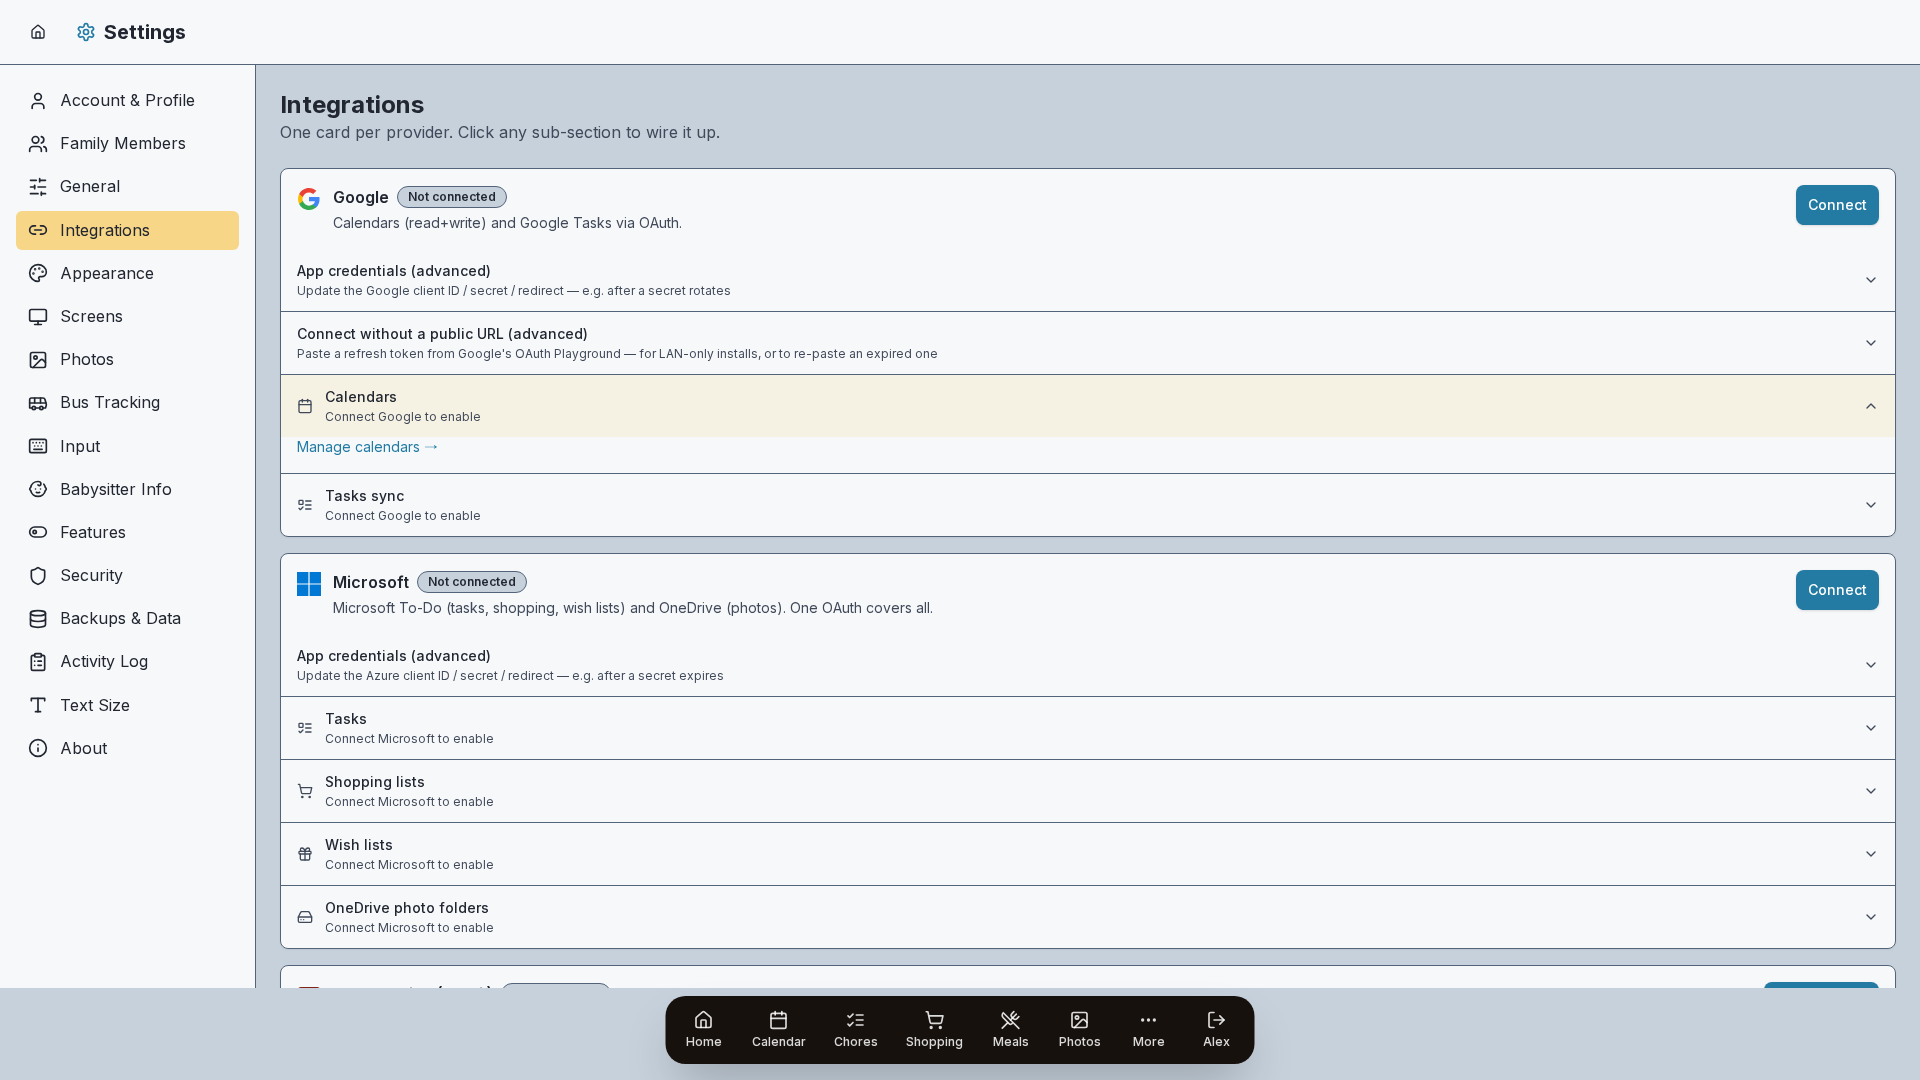 Settings
Account & Profile
Family Members
General
Integrations
Appearance
Screens
Photos
Bus Tracking
Input
Babysitter Info
Features
Security
Backups & Data
Activity Log
Text Size
About
Integrations
One card per provider. Click any sub-section to wire it up.
Google Not connected
Connect
Calendars (read+write) and Google Tasks via OAuth.
App credentials (advanced)
Update the Google client ID / secret / redirect — e.g. after a secret rotates
Connect without a public URL (advanced)
Paste a refresh token from Google's OAuth Playground — for LAN-only installs, or to re-paste an expired one
Calendars
Connect Google to enable
Manage calendars →
Tasks sync
Connect Google to enable
Microsoft Not connected
Connect
Microsoft To-Do (tasks, shopping, wish lists) and OneDrive (photos). One OAuth covers all.
App credentials (advanced)
Update the Azure client ID / secret / redirect — e.g. after a secret expires
Tasks
Connect Microsoft to enable
Shopping lists
Connect Microsoft to enable
Wish lists
Connect Microsoft to enable
OneDrive photo folders
Connect Microsoft to enable
Home
Calendar
Chores
Shopping
Meals
Photos
More
Alex